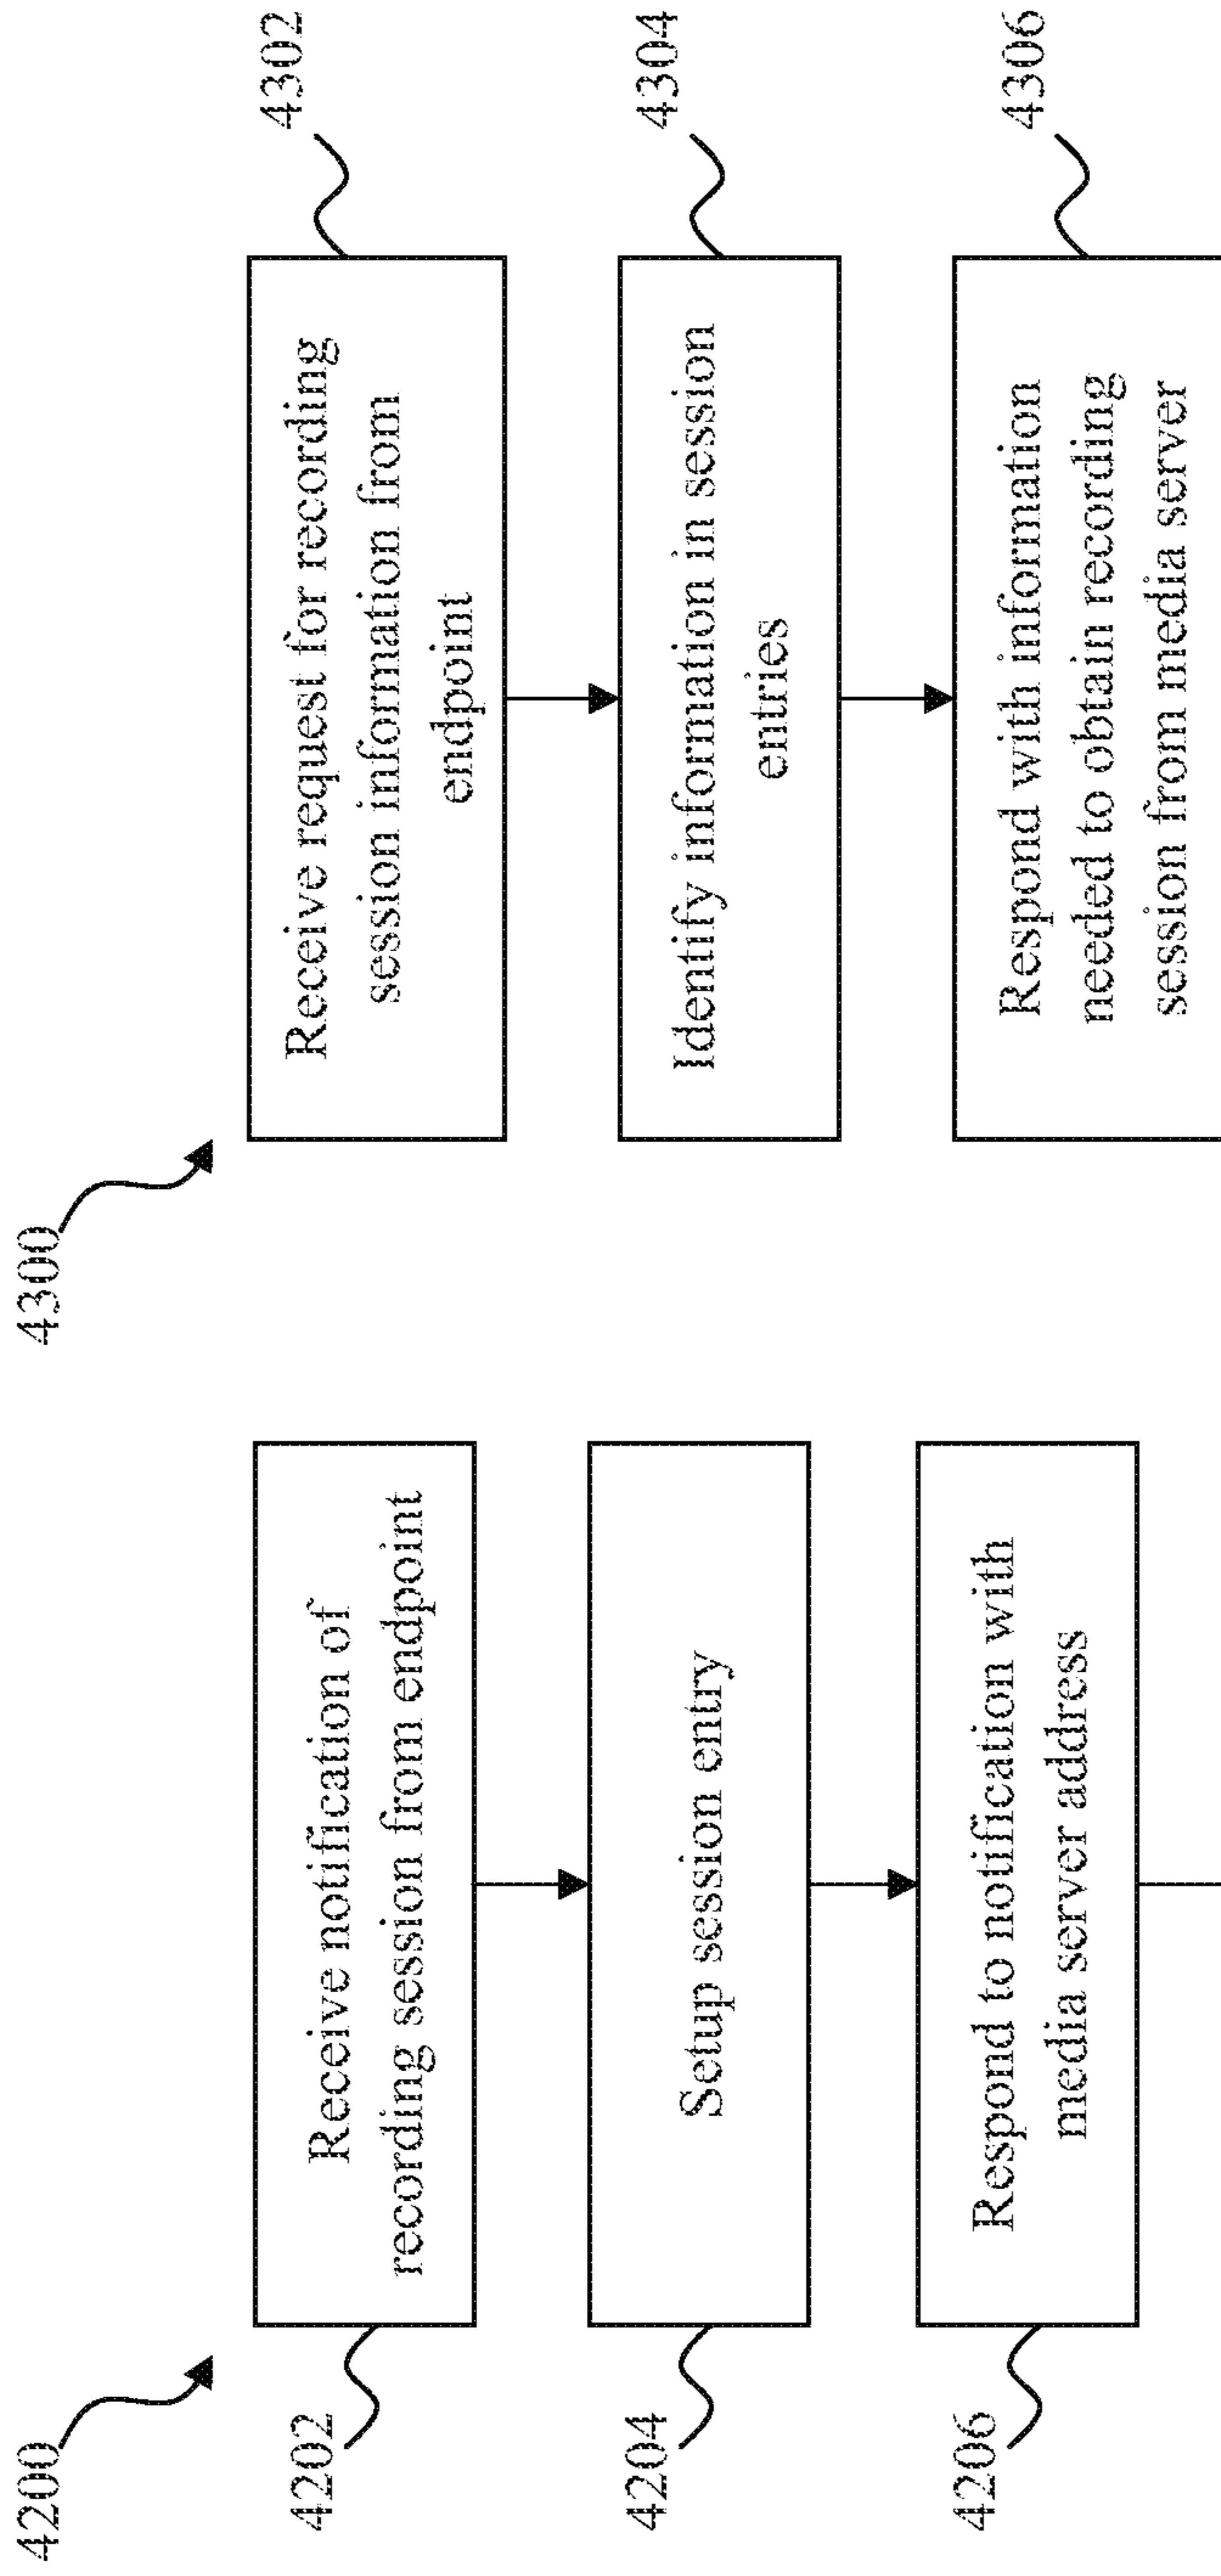 4200
4202
Receive notification of
recording session from endpoint
4204
Setup session entry
4206
Respond to notification with
media server address
4300
Receive request for recording
session information from
endpoint
4302
Identify information in session
entries
4304
Respond with information
needed to obtain recording
session from media server
4306